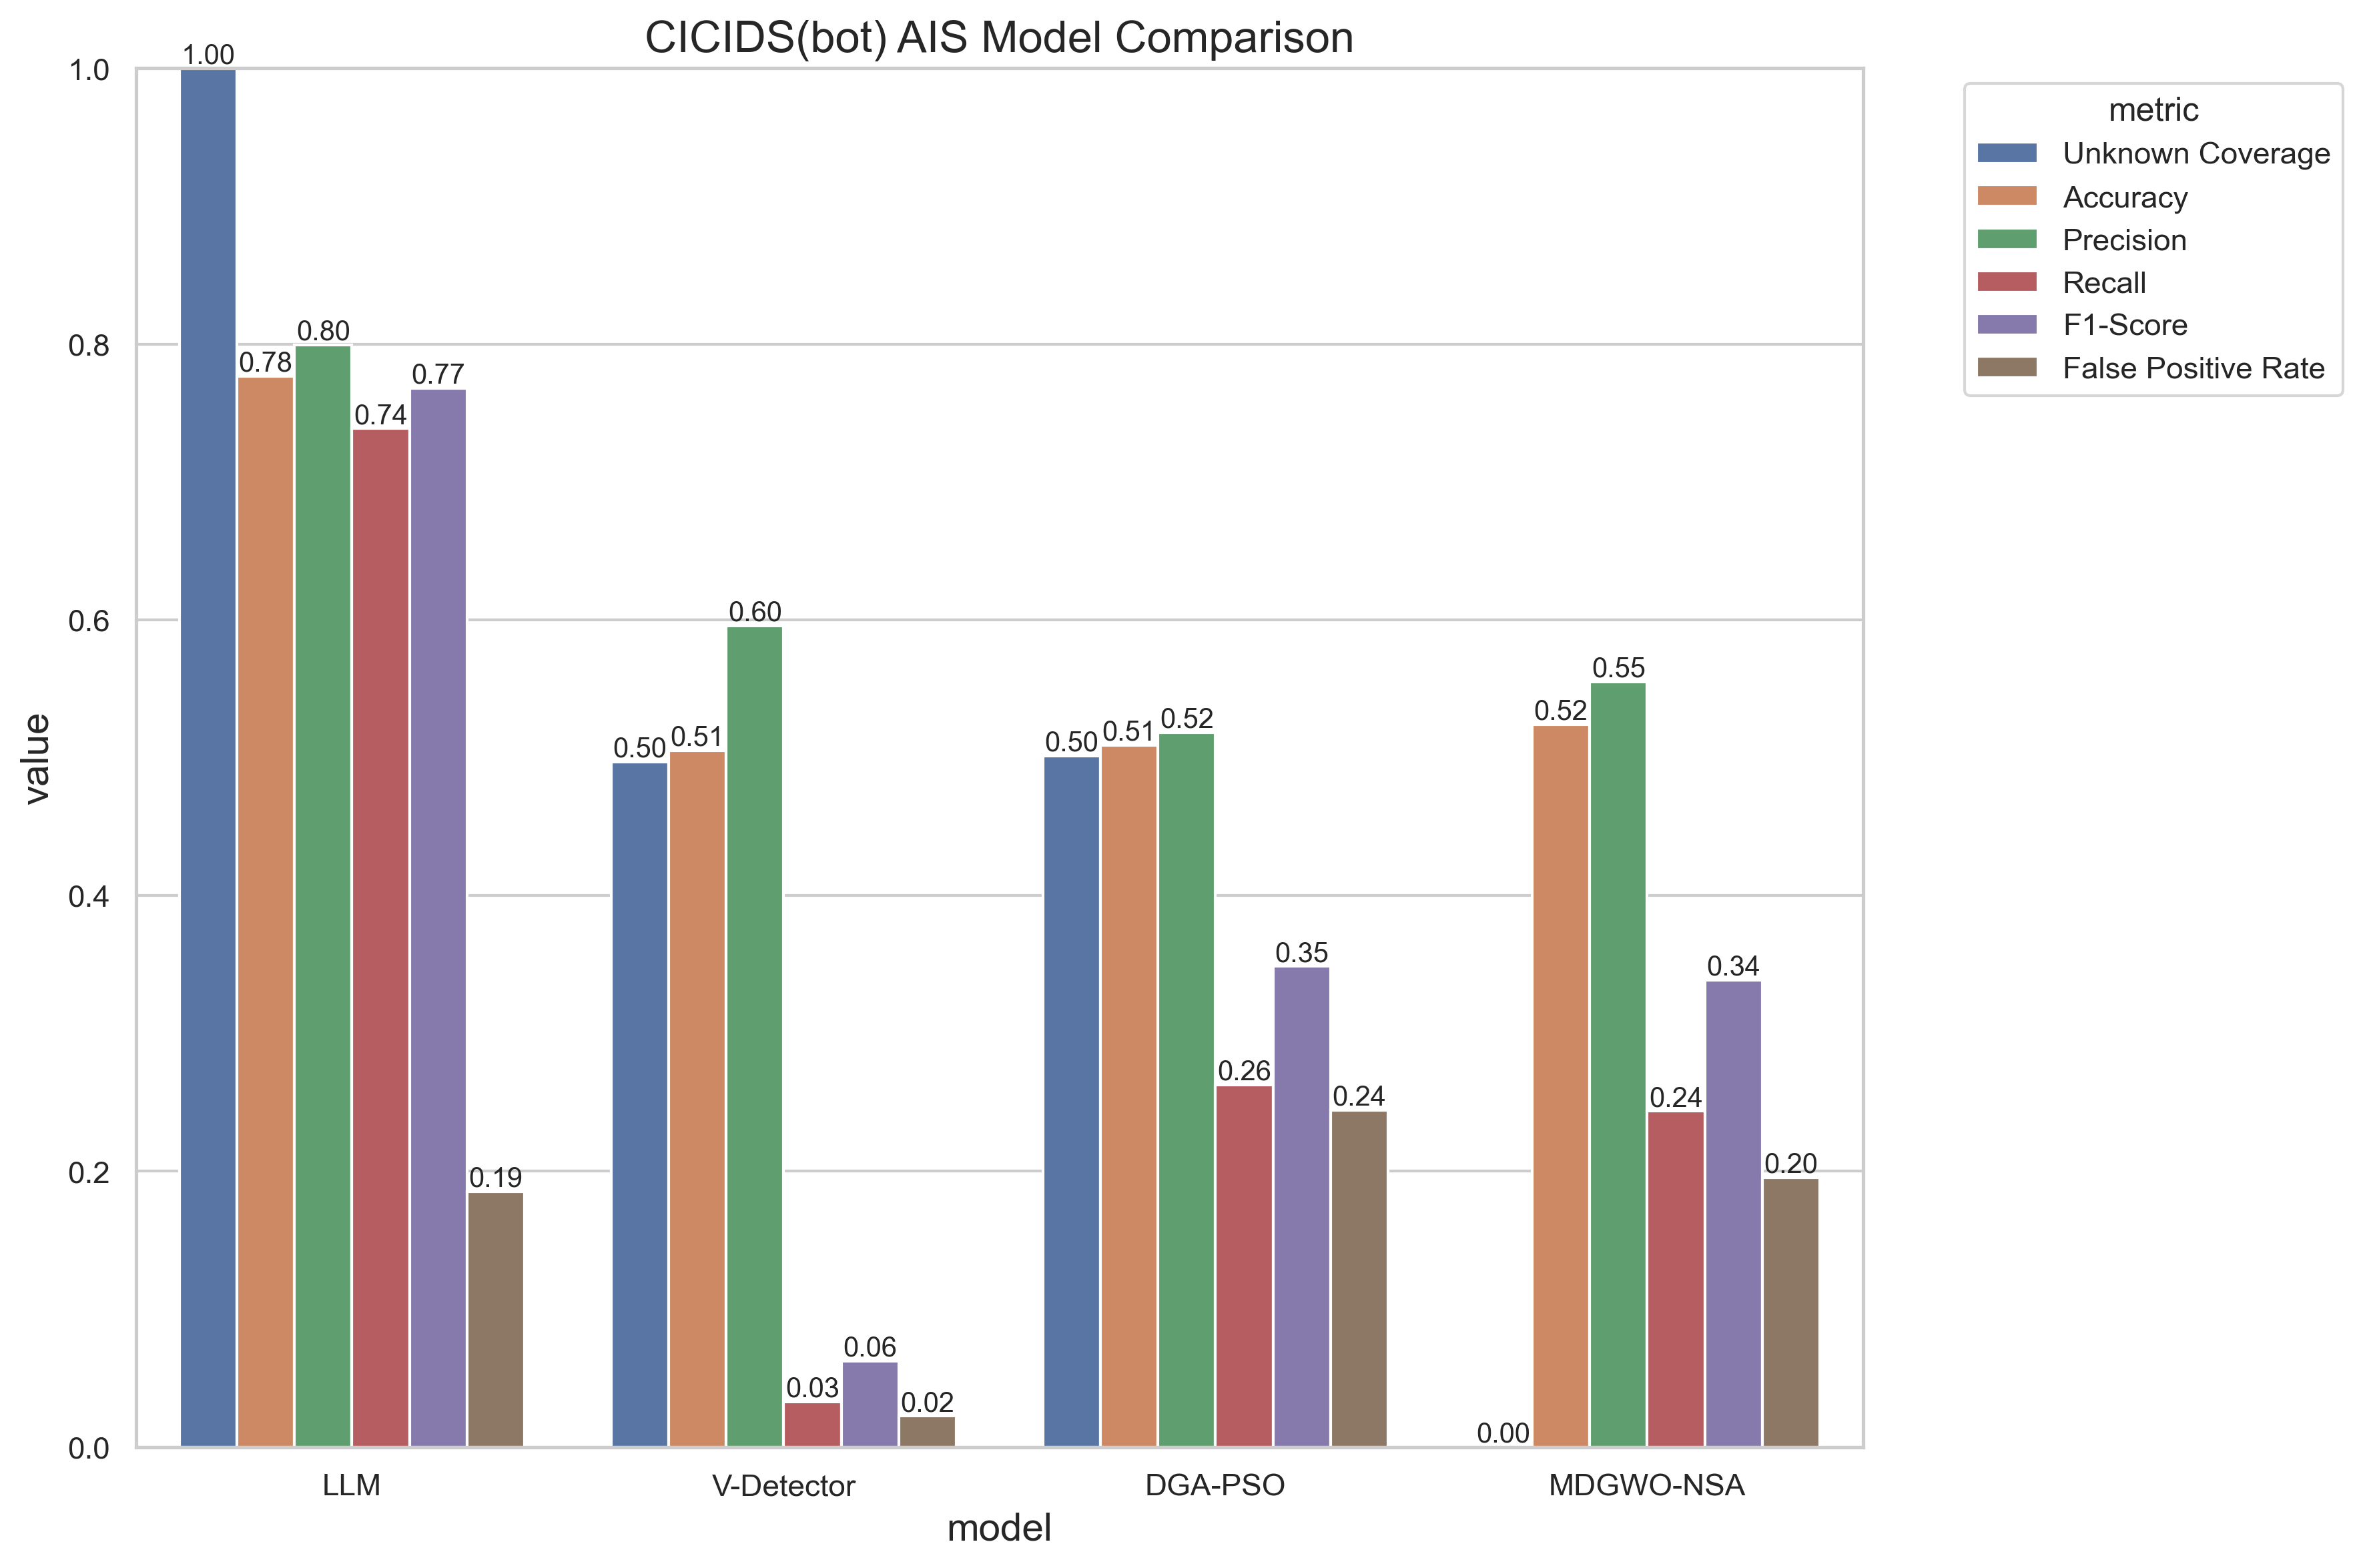 CICIDS(bot) AIS Model Comparison
metric
Unknown Coverage
Accuracy
Precision
Recall
F1-Score
False Positive Rate
value
1.0
0.8
0.6
0.4
0.2
0.0
1.00
0.78
0.80
0.74
0.77
0.19
0.50
0.51
0.60
0.03
0.06
0.02
0.50
0.51
0.52
0.26
0.35
0.24
0.00
0.52
0.55
0.24
0.34
0.20
LLM
V-Detector
DGA-PSO
MDGWO-NSA
model